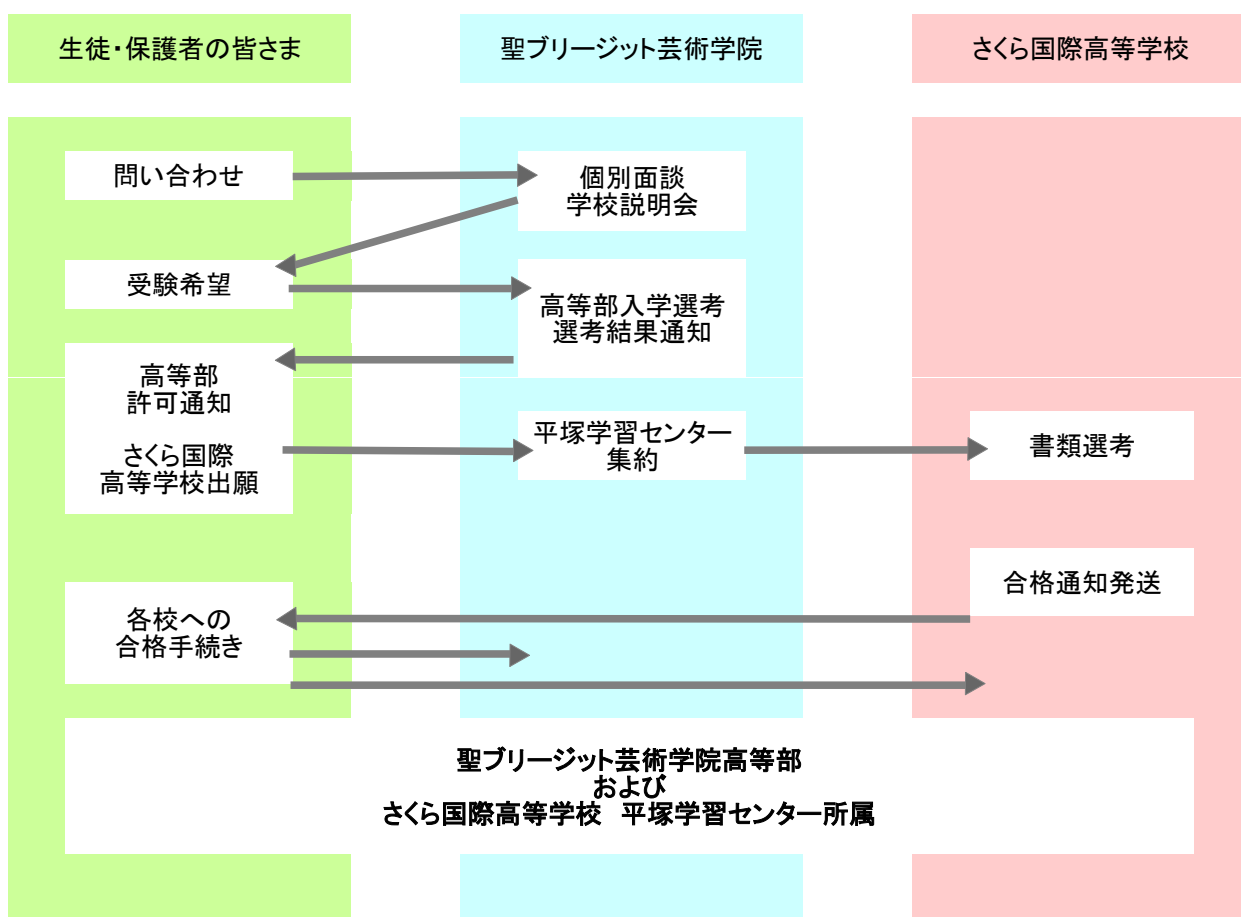 生徒・保護者の皆さま
聖ブリージット芸術学院
さくら国際高等学校
問い合わせ
個別面談
学校説明会
受験希望
高等部入学選考
選考結果通知
高等部
許可通知
さくら国際
高等学校出願
平塚学習センター
集約
書類選考
合格通知発送
各校への
合格手続き
聖ブリージット芸術学院高等部
および
さくら国際高等学校　平塚学習センター所属